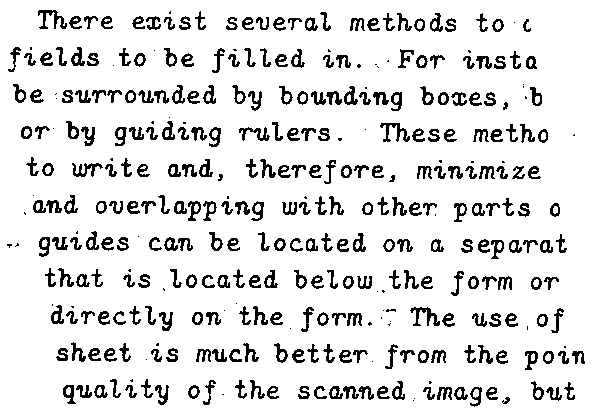 There exist several methods to c
fields to be filled in. For insta
be surrounded by bounding boxes, b
or by guiding rulers. These metho
to write and, therefore, minimize
and overlapping with other parts o
guides can be located on a separat
that is located below the form or
directly on the form. The use of
sheet is much better from the poin
quality of the scanned image, but